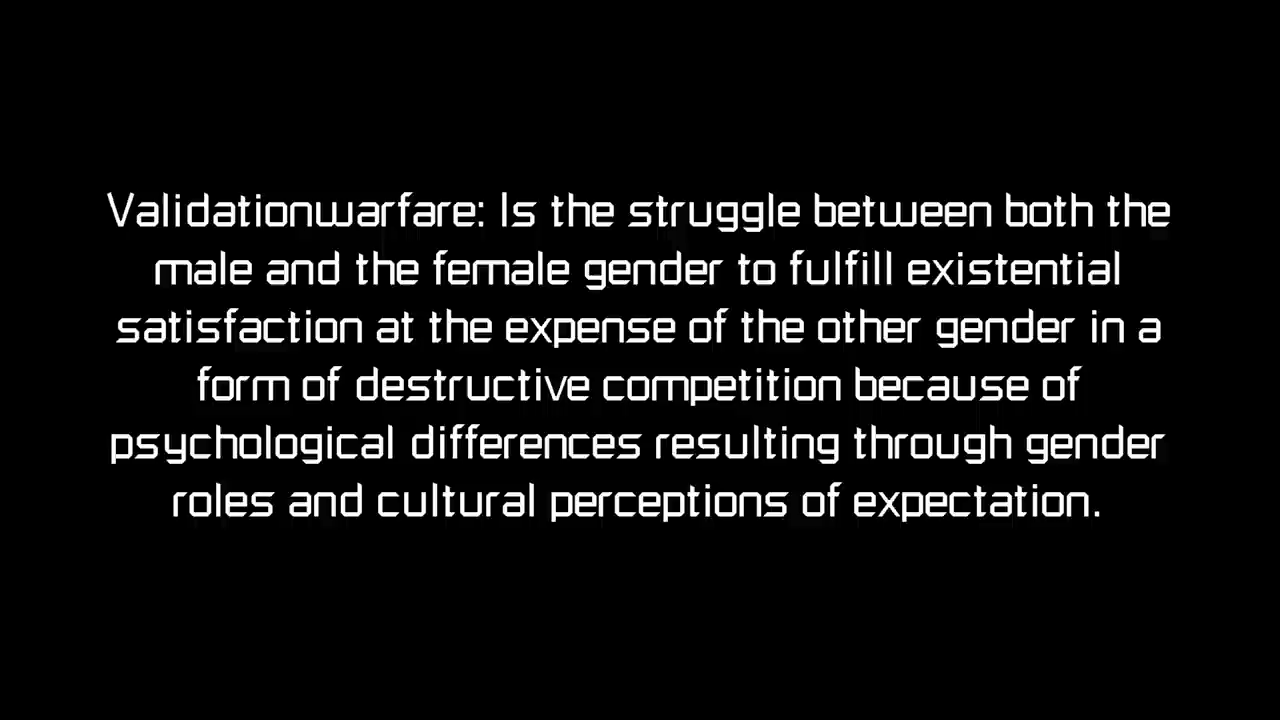 Validationwarfare: Is the struggle between both the
male and the female gender to fulfill existential
satisfaction at the expense of the other gender in a
form of destructive competition because of
psychological differences resulting through gender
roles and cultural perceptions of expectation.